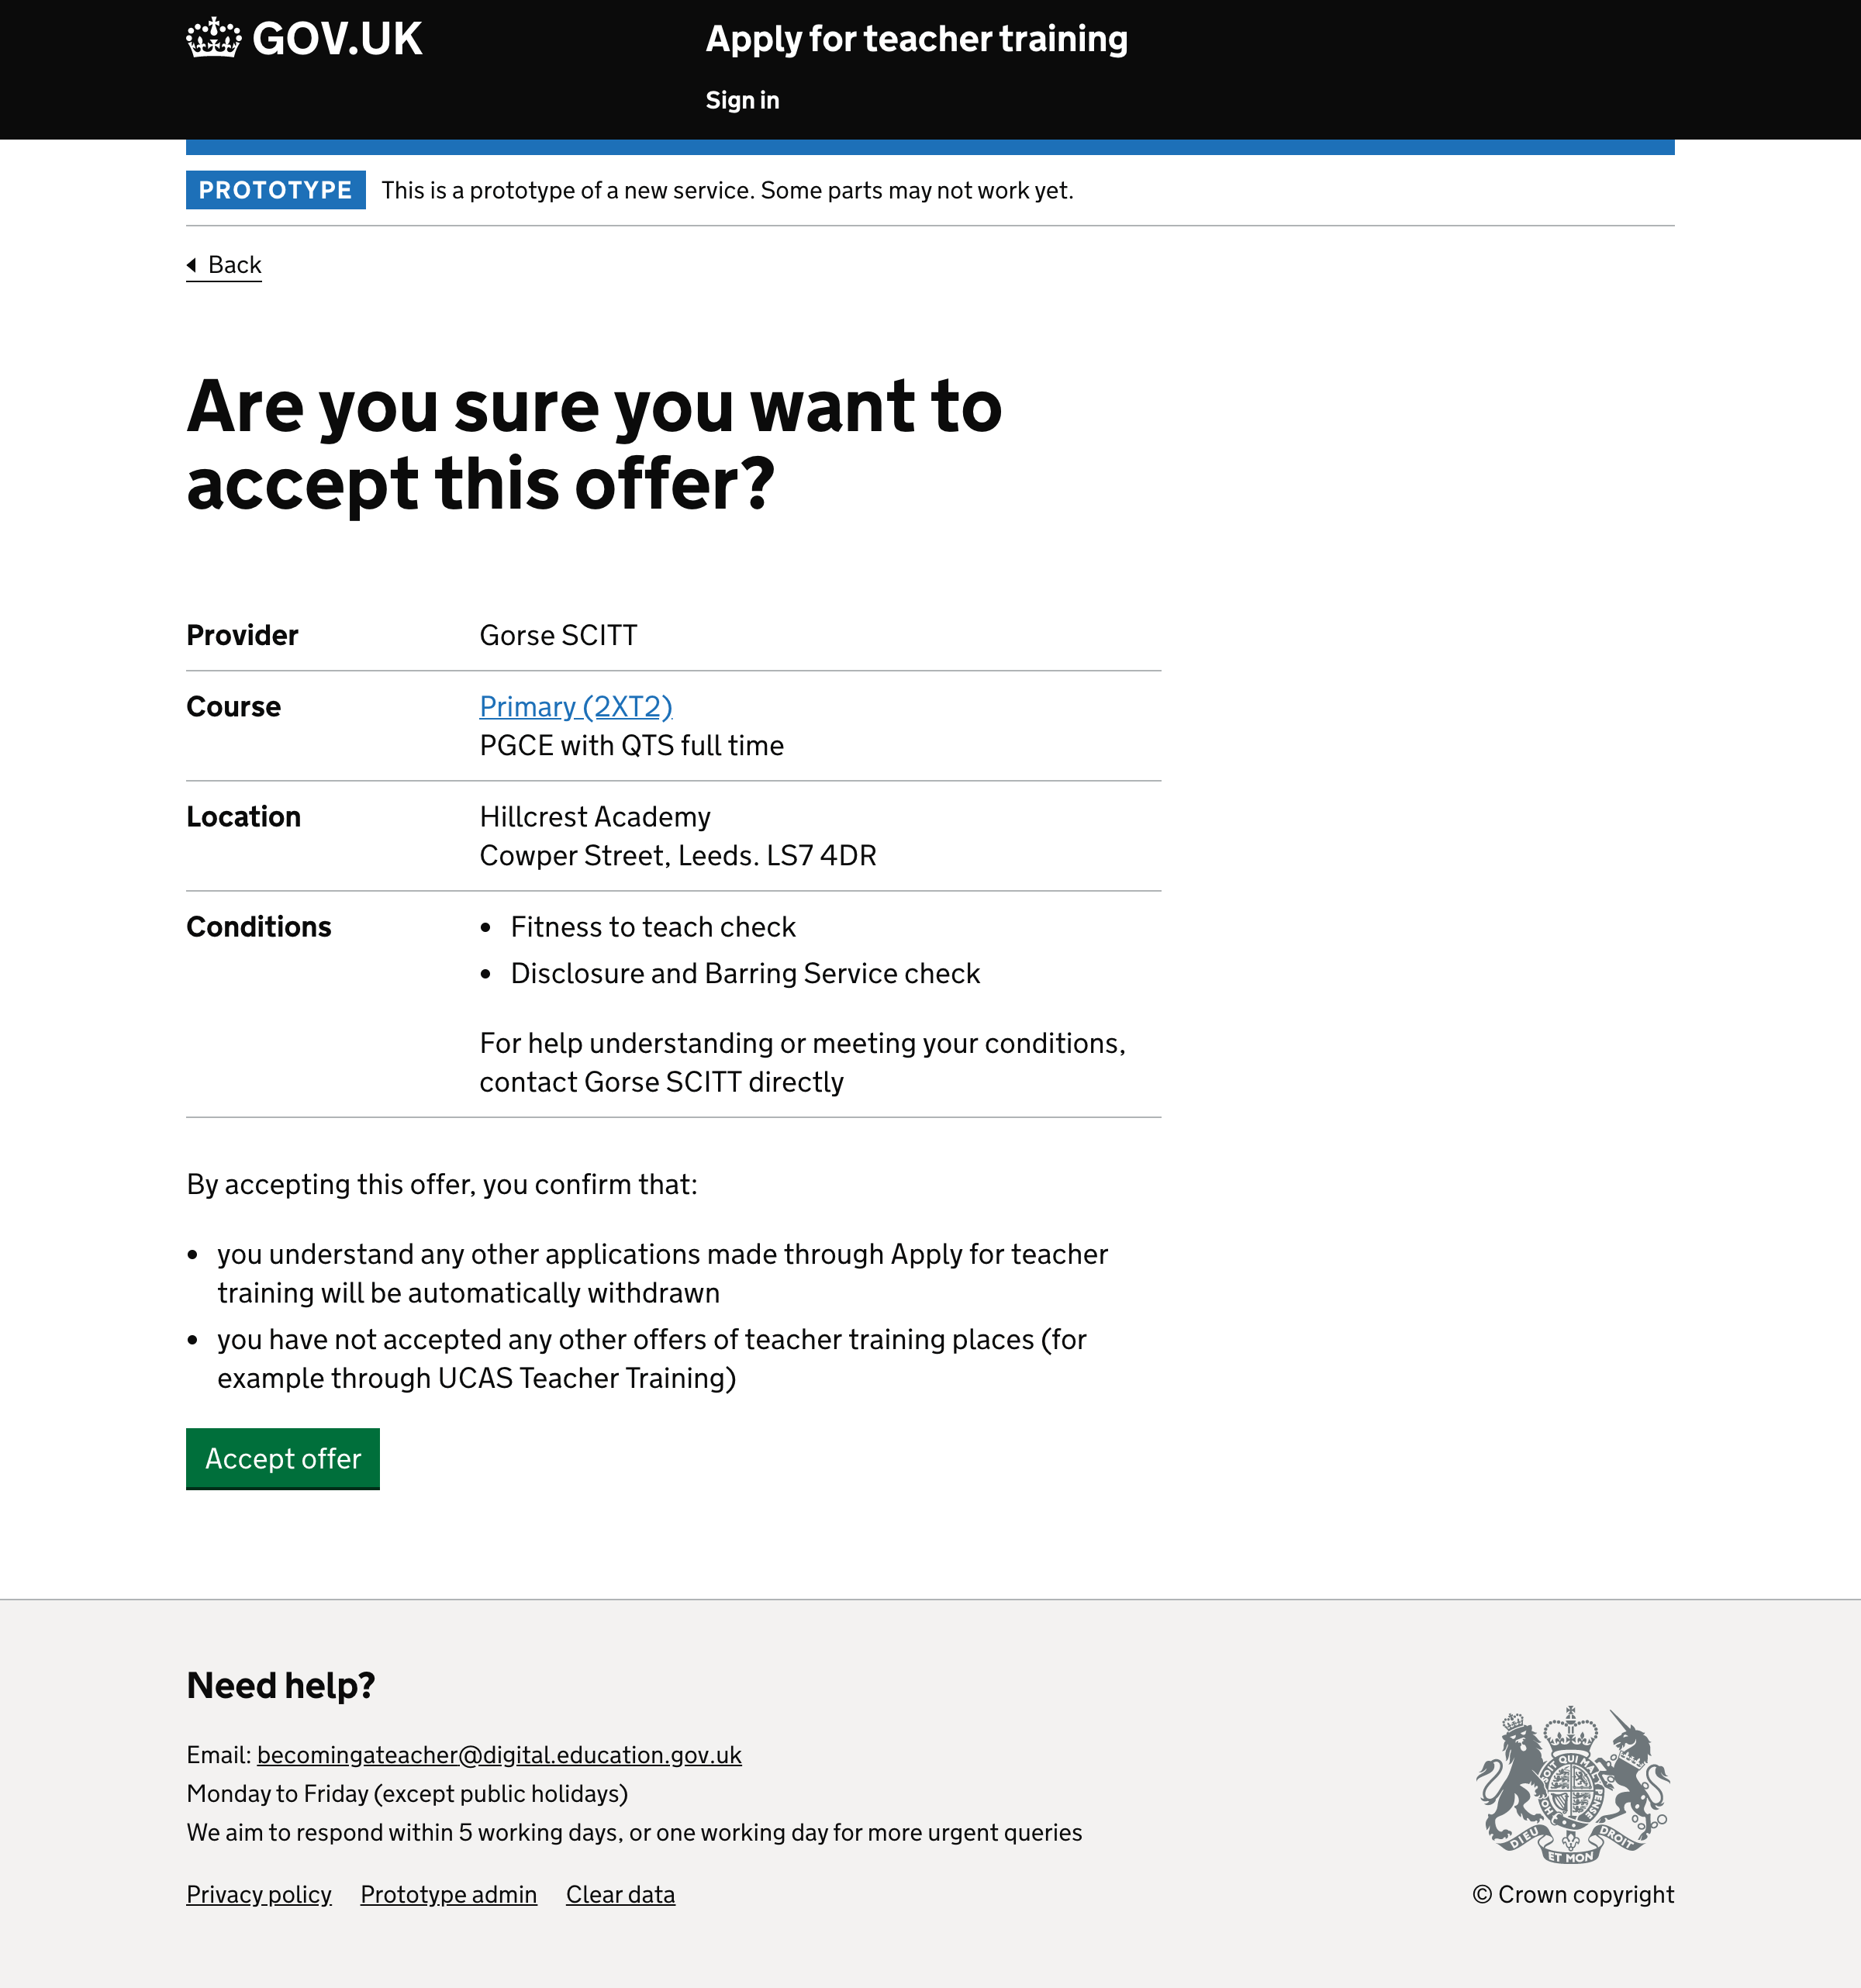 GOV.UK
Apply for teacher training
Sign in
PROTOTYPE This is a prototype of a new service. Some parts may not work yet.
Back
Are you sure you want to
accept this offer?
Provider Gorse SCITT
Course Primary (2XT2)
PGCE with QTS full time
Location Hillcrest Academy
Cowper Street, Leeds. LS7 4DR
Conditions • Fitness to teach check
• Disclosure and Barring Service check
For help understanding or meeting your conditions,
contact Gorse SCITT directly
By accepting this offer, you confirm that:
• you understand any other applications made through Apply for teacher
training will be automatically withdrawn
• you have not accepted any other offers of teacher training places (for
example through UCAS Teacher Training)
Accept offer
Need help?
Email: becomingateacher@digital.education.gov.uk
Monday to Friday (except public holidays)
We aim to respond within 5 working days, or one working day for more urgent queries
Privacy policy Prototype admin Clear data
DIEU ET MON DROIT
© Crown copyright